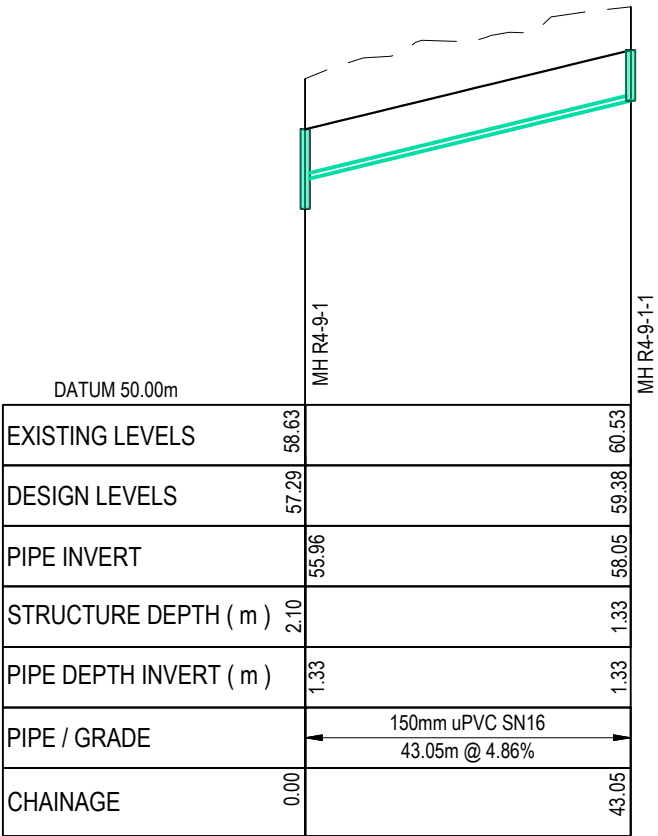 MH R4-9-1
MH R4-9-1-1
DATUM 50.00m
EXISTING LEVELS 58.63 60.53
DESIGN LEVELS 57.29 59.38
PIPE INVERT 55.96 58.05
STRUCTURE DEPTH ( m ) 2.10 1.33
PIPE DEPTH INVERT ( m ) 1.33 1.33
PIPE / GRADE 150mm uPVC SN16
43.05m @ 4.86%
CHAINAGE 0.00 43.05